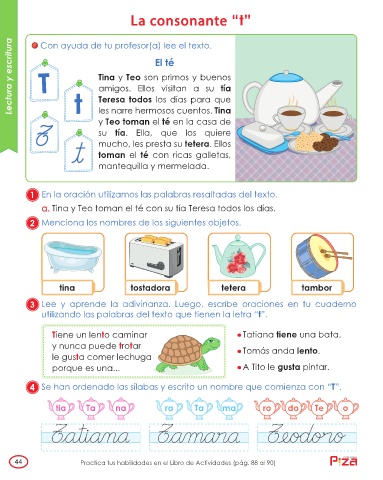 La consonante “t”
Lectura y escritura
Con ayuda de tu profesor(a) lee el texto.
El té
T
t
T
t
Tina y Teo son primos y buenos
amigos. Ellos visitan a su tía
Teresa todos los días para que
les narre hermosos cuentos. Tina
y Teo toman el té en la casa de
su tía. Ella, que los quiere
mucho, les presta su tetera. Ellos
toman el té con ricas galletas,
mantequilla y mermelada.
1 En la oración utilizamos las palabras resaltadas del texto.
a. Tina y Teo toman el té con su tía Teresa todos los días.
2 Menciona los nombres de los siguientes objetos.
tina tostadora tetera tambor
3 Lee y aprende la adivinanza. Luego, escribe oraciones en tu cuaderno
utilizando las palabras del texto que tienen la letra “t”.
Tiene un lento caminar
y nunca puede trotar
le gusta comer lechuga
porque es una...
Tatiana tiene una bata.
Tomás anda lento.
A Tito le gusta pintar.
4 Se han ordenado las sílabas y escrito un nombre que comienza con “T”.
tia Ta na ra Ta ma ro do Te o
Tatiana Tamara Teodoro
44 Practica tus habilidades en el Libro de Actividades (pág. 88 al 90)